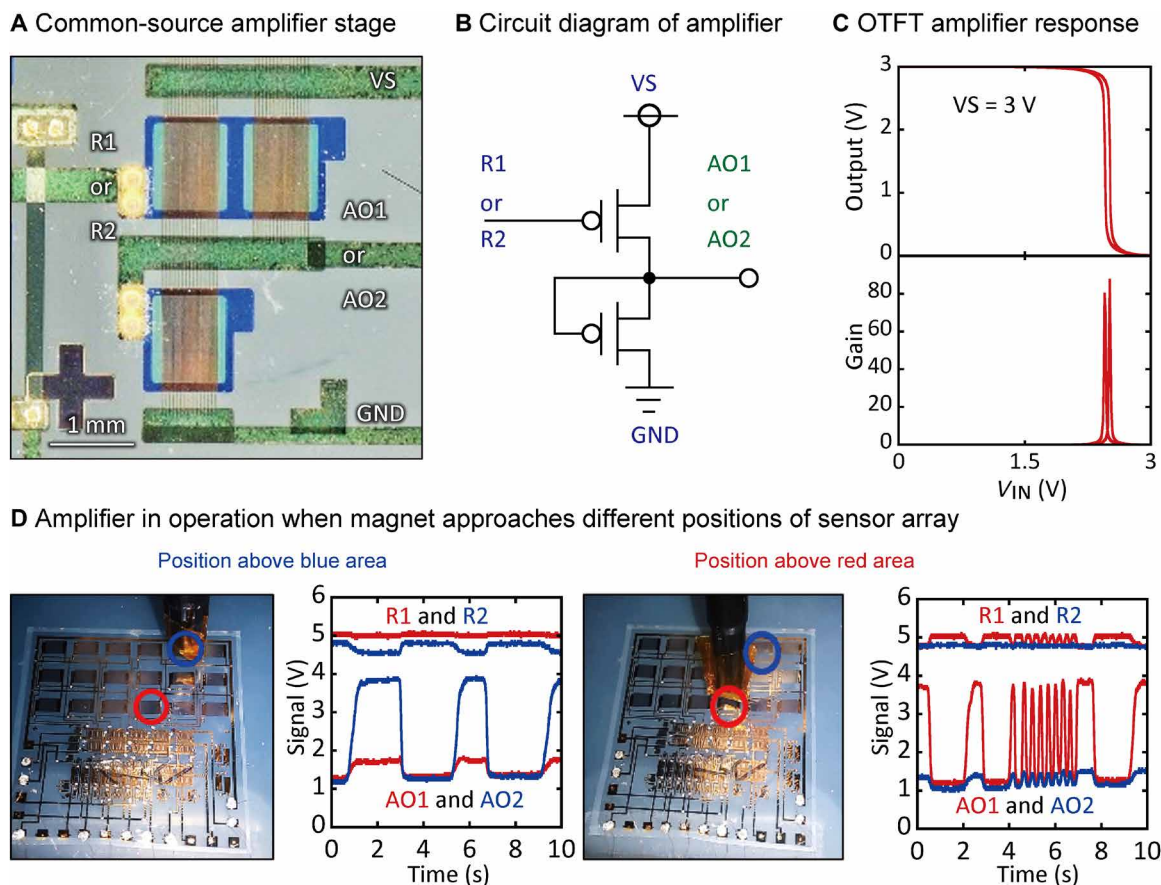 A Common-source amplifier stage
VS
R1
or
R2
AO1
or
AO2
GND
1 mm
B Circuit diagram of amplifier
VS
R1
or
R2
AO1
or
AO2
GND
C OTFT amplifier response
3
2
1
0
Output (V)
VS = 3 V
80
60
40
20
0
Gain
0 1.5 3
VIN (V)
D Amplifier in operation when magnet approaches different positions of sensor array
Position above blue area
6
5
4
3
2
1
0
Signal (V)
R1 and R2
AO1 and AO2
0 2 4 6 8 10
Time (s)
Position above red area
6
5
4
3
2
1
0
Signal (V)
R1 and R2
AO1 and AO2
0 2 4 6 8 10
Time (s)